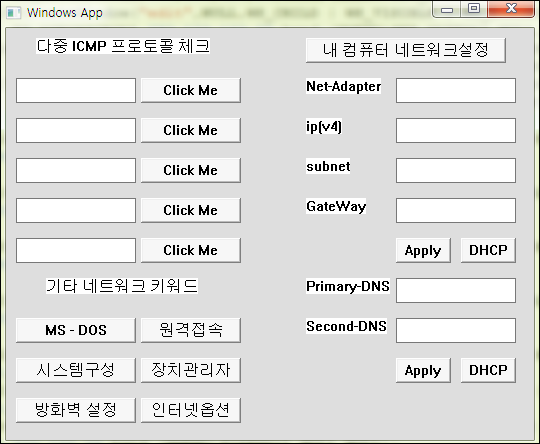 Windows App
다중 ICMP 프로토콜 체크
Click Me
Click Me
Click Me
Click Me
Click Me
기타 네트워크 키워드
MS - DOS 원격접속
시스템구성 장치관리자
방화벽 설정 인터넷옵션
내 컴퓨터 네트워크설정
Net-Adapter
ip(v4)
subnet
GateWay
Apply DHCP
Primary-DNS
Second-DNS
Apply DHCP